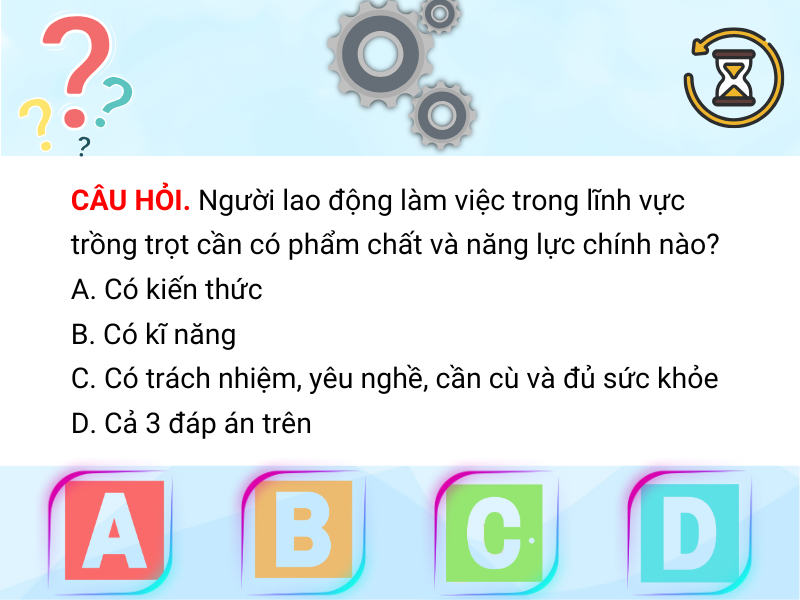 ? ? ? ?
CÂU HỎI. Người lao động làm việc trong lĩnh vực
trồng trọt cần có phẩm chất và năng lực chính nào?
A. Có kiến thức
B. Có kĩ năng
C. Có trách nhiệm, yêu nghề, cần cù và đủ sức khỏe
D. Cả 3 đáp án trên
A B C D